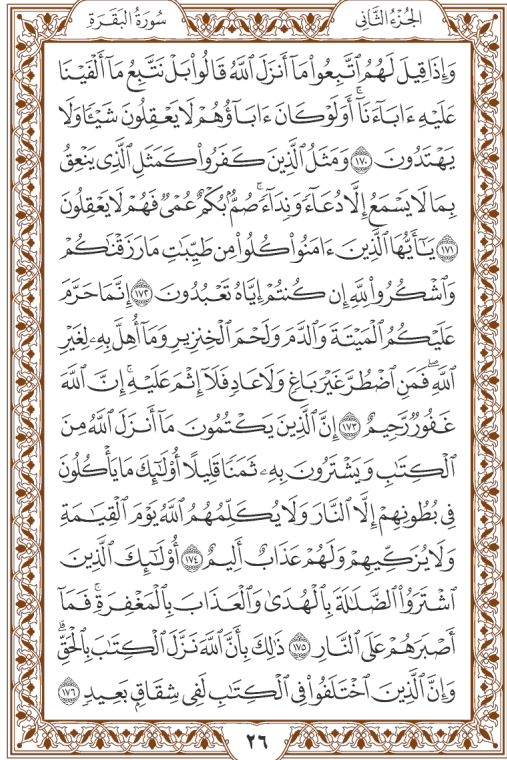 الجزء الثاني
سورة البقرة
وَإِذَا قِيلَ لَهُمُ ٱتَّبِعُوا۟ مَآ أَنزَلَ ٱللَّهُ قَالُوا۟ بَلْ نَتَّبِعُ مَآ أَلْفَيْنَا
عَلَيْهِ ءَابَآءَنَآ ۗ أَوَلَوْ كَانَ ءَابَآؤُهُمْ لَا يَعْقِلُونَ شَيْـًٔا وَلَا
يَهْتَدُونَ ١٧٠ وَمَثَلُ ٱلَّذِينَ كَفَرُوا۟ كَمَثَلِ ٱلَّذِى يَنْعِقُ
بِمَا لَا يَسْمَعُ إِلَّا دُعَآءً وَنِدَآءً ۚ صُمٌّۢ بُكْمٌ عُمْىٌ فَهُمْ لَا يَعْقِلُونَ
١٧١ يَـٰٓأَيُّهَا ٱلَّذِينَ ءَامَنُوا۟ كُلُوا۟ مِن طَيِّبَـٰتِ مَا رَزَقْنَـٰكُمْ
وَٱشْكُرُوا۟ لِلَّهِ إِن كُنتُمْ إِيَّاهُ تَعْبُدُونَ ١٧٢ إِنَّمَا حَرَّمَ
عَلَيْكُمُ ٱلْمَيْتَةَ وَٱلدَّمَ وَلَحْمَ ٱلْخِنزِيرِ وَمَآ أُهِلَّ بِهِۦ لِغَيْرِ
ٱللَّهِ ۖ فَمَنِ ٱضْطُرَّ غَيْرَ بَاغٍ وَلَا عَادٍ فَلَآ إِثْمَ عَلَيْهِ ۚ إِنَّ ٱللَّهَ
غَفُورٌ رَّحِيمٌ ١٧٣ إِنَّ ٱلَّذِينَ يَكْتُمُونَ مَآ أَنزَلَ ٱللَّهُ مِنَ
ٱلْكِتَـٰبِ وَيَشْتَرُونَ بِهِۦ ثَمَنًا قَلِيلًا أُو۟لَـٰٓئِكَ مَا يَأْكُلُونَ
فِى بُطُونِهِمْ إِلَّا ٱلنَّارَ وَلَا يُكَلِّمُهُمُ ٱللَّهُ يَوْمَ ٱلْقِيَـٰمَةِ
وَلَا يُزَكِّيهِمْ وَلَهُمْ عَذَابٌ أَلِيمٌ ١٧٤ أُو۟لَـٰٓئِكَ ٱلَّذِينَ
ٱشْتَرَوُا۟ ٱلضَّلَـٰلَةَ بِٱلْهُدَىٰ وَٱلْعَذَابَ بِٱلْمَغْفِرَةِ ۚ فَمَآ
أَصْبَرَهُمْ عَلَى ٱلنَّارِ ١٧٥ ذَٰلِكَ بِأَنَّ ٱللَّهَ نَزَّلَ ٱلْكِتَـٰبَ بِٱلْحَقِّ ۗ
وَإِنَّ ٱلَّذِينَ ٱخْتَلَفُوا۟ فِى ٱلْكِتَـٰبِ لَفِى شِقَاقٍۭ بَعِيدٍ ١٧٦
٢٦